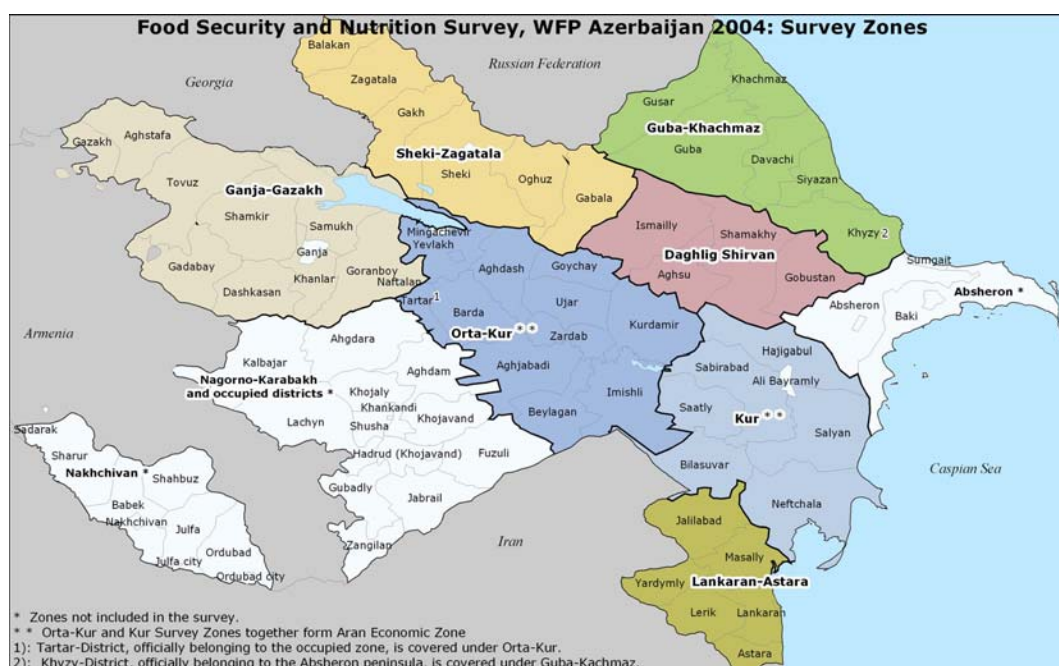 Food Security and Nutrition Survey, WFP Azerbaijan 2004: Survey Zones
Balakan
Russian Federation
Georgia
Zagatala
Khachmaz
Gusar
Gakh
Aghstafa
Gazakh
Guba-Khachmaz
Guba
Sheki-Zagatala
Davachi
Sheki
Oghuz
Siyazan
Tovuz
Ganja-Gazakh
Gabala
Shamkir
Samukh
Ismailly
Shamakhy
Khyzy 2
Mingachevir
Yevlakh
Ganja
Daghlig Shirvan
Sumgait
Gadabay
Khanlar
Goranboy
Naftalan
Aghdash
Goychay
Aghsu
Gobustan
Dashkasan
Tartar 1
Barda
Ujar
Absheron
Absheron *
Baki
Armenia
Ahgdara
Orta-Kur **
Zardab
Kurdamir
Hajigabul
Kalbajar
Aghdam
Aghjabadi
Sabirabad
Ali Bayramly
Nagorno-Karabakh
and occupied districts *
Khojaly
Khankandi
Imishli
Saatly
Kur **
Lachyn
Shusha
Khojavand
Beylagan
Salyan
Sadarak
Sharur
Hadrud (Khojavand)
Fuzuli
Nakhchivan *
Shahbuz
Bilasuvar
Caspian Sea
Gubadly
Jabrail
Babek
Nakhchivan
Julfa
Neftchala
Jalilabad
Zangilan
Iran
Ordubad
Julfa city
Ordubad city
Masally
Yardymly
Lankaran-Astara
Lerik
Lankaran
Astara
* Zones not included in the survey.
* * Orta-Kur and Kur Survey Zones together form Aran Economic Zone
1): Tartar-District, officially belonging to the occupied zone, is covered under Orta-Kur.
2): Khyzy-District, officially belonging to the Absheron peninsula, is covered under Guba-Kachmaz.